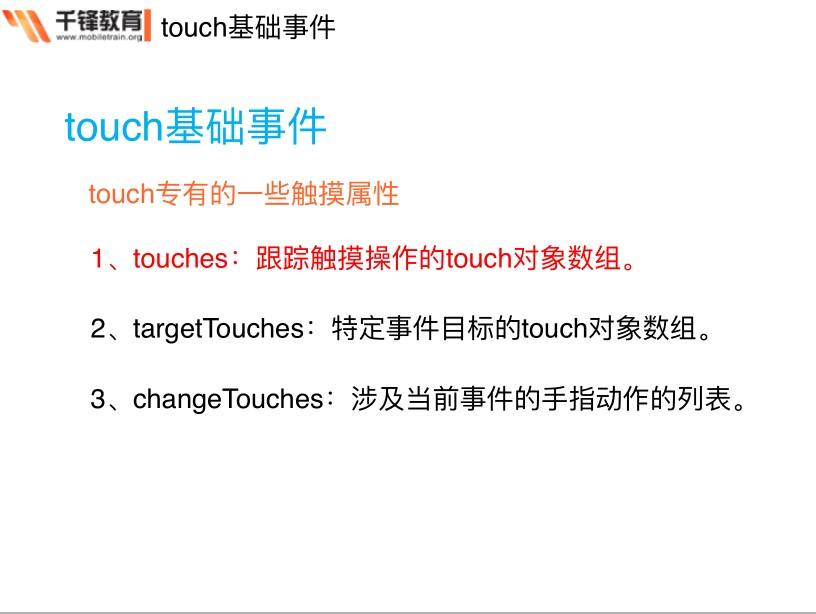 千锋教育
www.mobiletrain.org
touch基础事件
touch基础事件
touch专有的一些触摸属性
1、touches：跟踪触摸操作的touch对象数组。
2、targetTouches：特定事件目标的touch对象数组。
3、changeTouches：涉及当前事件的手指动作的列表。